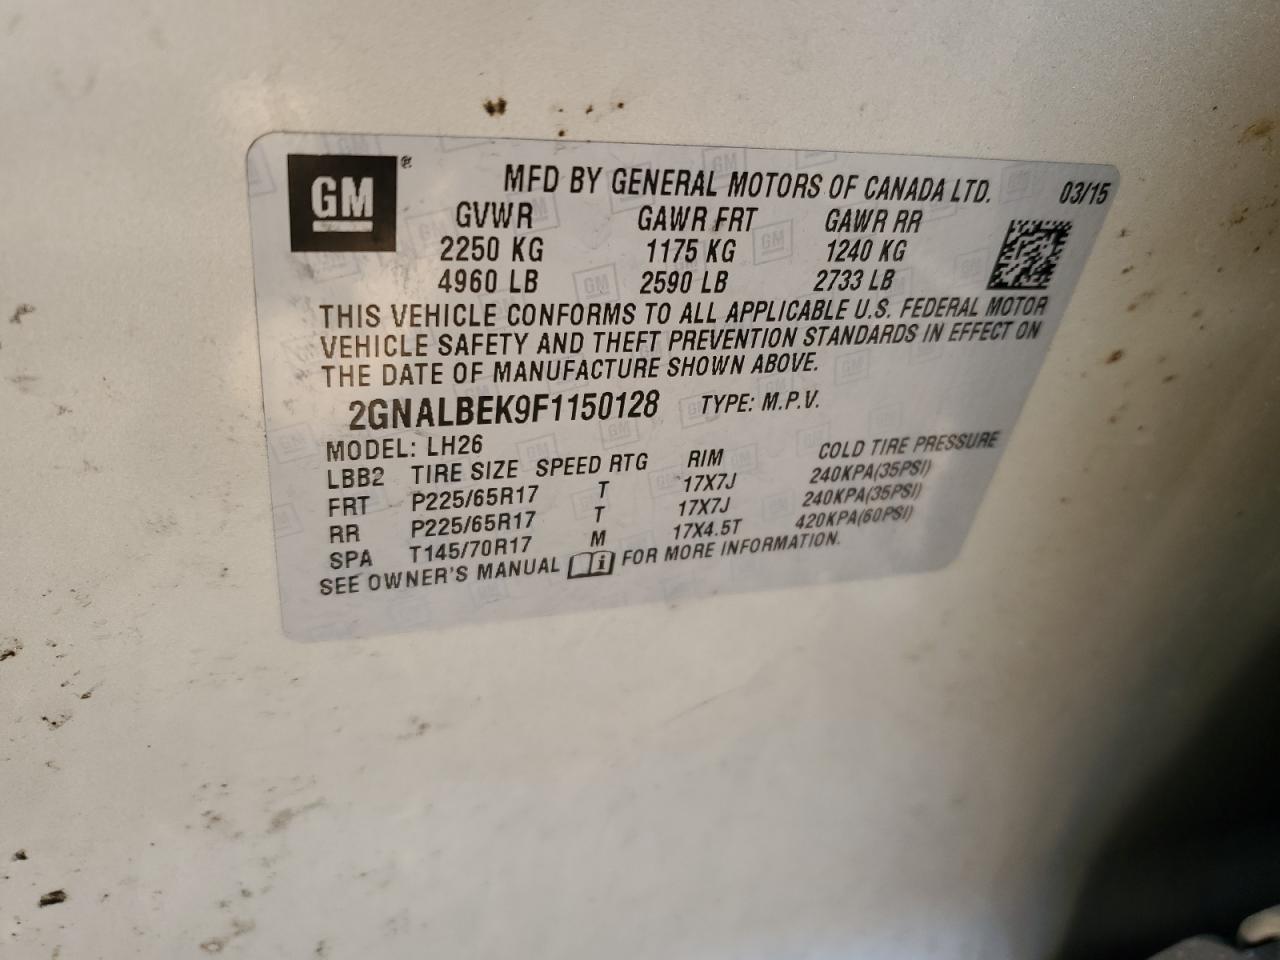 GM®
MFD BY GENERAL MOTORS OF CANADA LTD. 03/15
GVWR GAWR FRT GAWR RR
2250 KG 1175 KG 1240 KG
4960 LB 2590 LB 2733 LB
THIS VEHICLE CONFORMS TO ALL APPLICABLE U.S. FEDERAL MOTOR
VEHICLE SAFETY AND THEFT PREVENTION STANDARDS IN EFFECT ON
THE DATE OF MANUFACTURE SHOWN ABOVE.
2GNALBEK9F1150128 TYPE: M.P.V.
MODEL: LH26
LBB2 TIRE SIZE SPEED RTG RIM COLD TIRE PRESSURE
FRT P225/65R17 T 17X7J 240KPA(35PSI)
RR P225/65R17 T 17X7J 240KPA(35PSI)
SPA T145/70R17 M 17X4.5T 420KPA(60PSI)
SEE OWNER'S MANUAL FOR MORE INFORMATION.